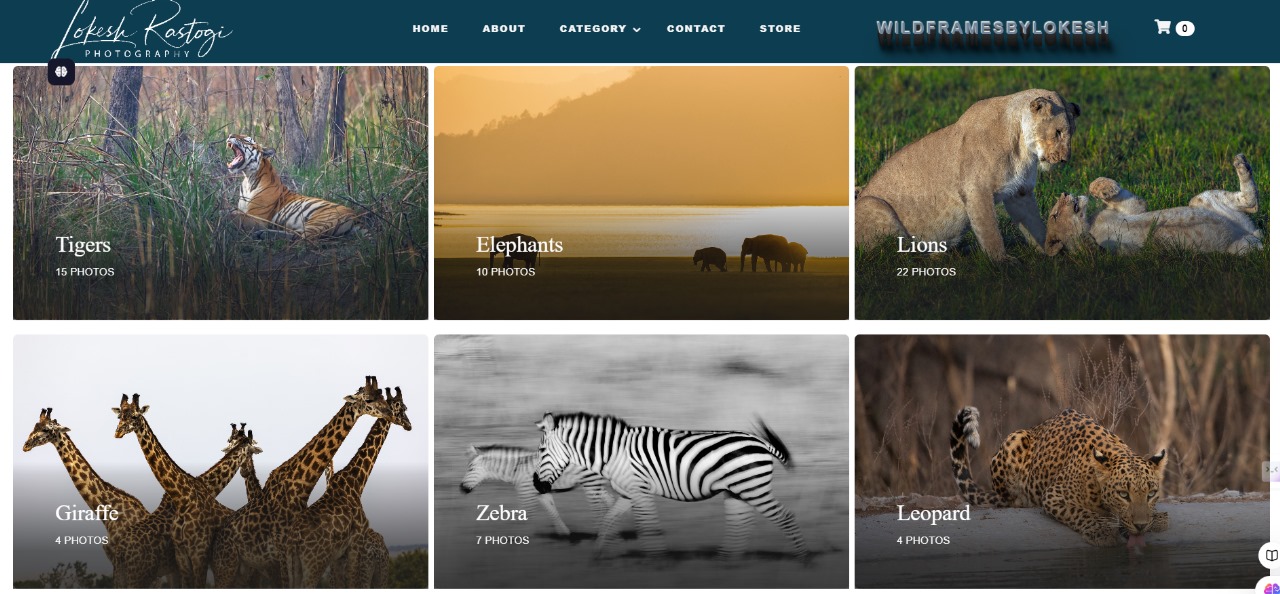 Lokesh Rastogi
PHOTOGRAPHY
HOME ABOUT CATEGORY CONTACT STORE
WILDFRAMESBYLOKESH
0
Tigers
15 PHOTOS
Elephants
10 PHOTOS
Lions
22 PHOTOS
Giraffe
4 PHOTOS
Zebra
7 PHOTOS
Leopard
4 PHOTOS